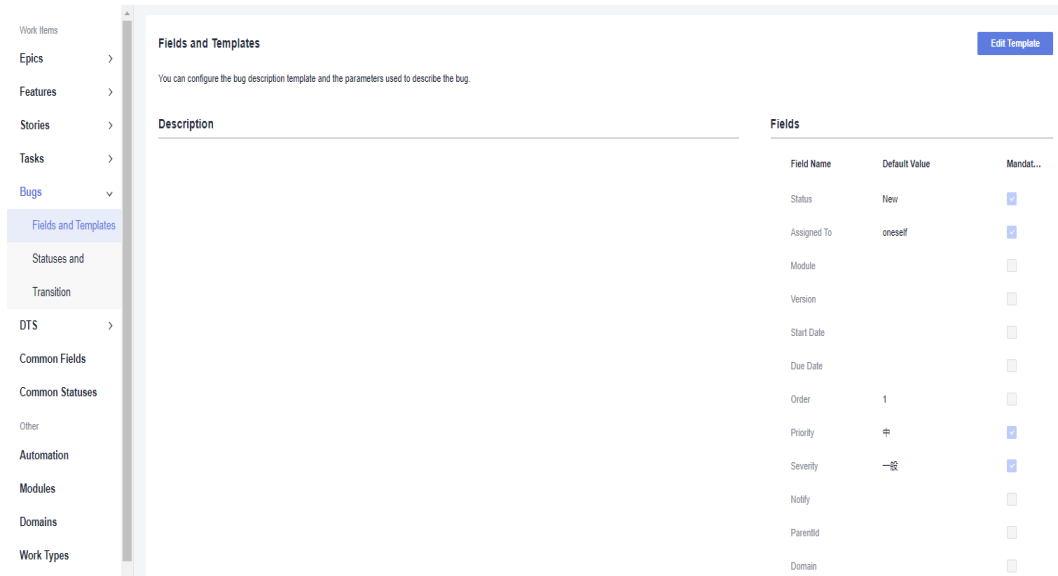 Work Items
Epics
Features
Stories
Tasks
Bugs
Fields and Templates
Statuses and
Transition
DTS
Common Fields
Common Statuses
Other
Automation
Modules
Domains
Work Types
Fields and Templates
Edit Template
You can configure the bug description template and the parameters used to describe the bug.
Description
Fields
Field Name Default Value Mandat...
Status New
Assigned To oneself
Module
Version
Start Date
Due Date
Order 1
Priority 中
Severity 一般
Notify
ParentId
Domain